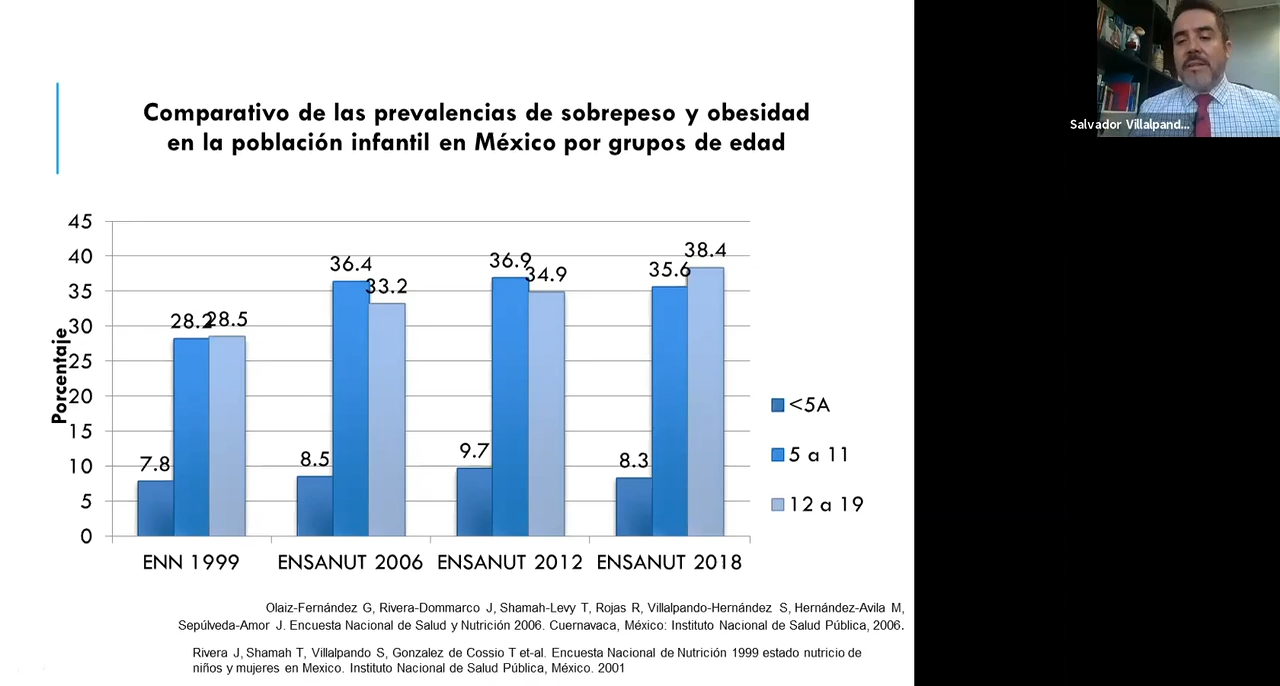 Comparativo de las prevalencias de sobrepeso y obesidad
en la población infantil en México por grupos de edad
Salvador Villalpand...
Porcentaje
45
40
35
30
25
20
15
10
5
0
7.8
28.2
28.5
8.5
36.4
33.2
9.7
36.9
34.9
8.3
35.6
38.4
ENN 1999
ENSANUT 2006
ENSANUT 2012
ENSANUT 2018
<5A
5 a 11
12 a 19
Olaiz-Fernández G, Rivera-Dommarco J, Shamah-Levy T, Rojas R, Villalpando-Hernández S, Hernández-Avila M,
Sepúlveda-Amor J. Encuesta Nacional de Salud y Nutrición 2006. Cuernavaca, México: Instituto Nacional de Salud Pública, 2006.
Rivera J, Shamah T, Villalpando S, Gonzalez de Cossio T et-al. Encuesta Nacional de Nutrición 1999 estado nutricio de
niños y mujeres en Mexico. Instituto Nacional de Salud Pública, México. 2001